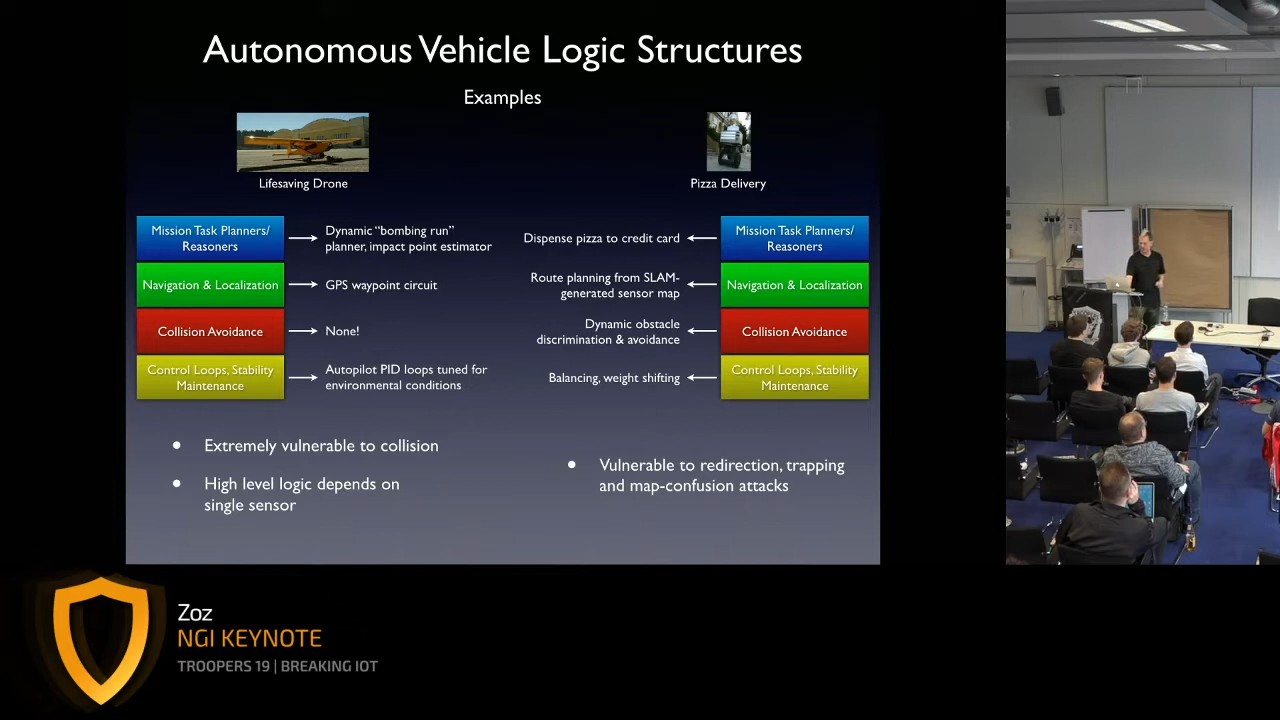 Autonomous Vehicle Logic Structures
Examples
Lifesaving Drone
Mission Task Planners/
Reasoners
Dynamic “bombing run”
planner, impact point estimator
Navigation & Localization
GPS waypoint circuit
Collision Avoidance
None!
Control Loops, Stability
Maintenance
Autopilot PID loops tuned for
environmental conditions
• Extremely vulnerable to collision
• High level logic depends on
single sensor
Pizza Delivery
Dispense pizza to credit card
Mission Task Planners/
Reasoners
Route planning from SLAM-
generated sensor map
Navigation & Localization
Dynamic obstacle
discrimination & avoidance
Collision Avoidance
Balancing, weight shifting
Control Loops, Stability
Maintenance
• Vulnerable to redirection, trapping
and map-confusion attacks
Zoz
NGI KEYNOTE
TROOPERS 19 | BREAKING IOT